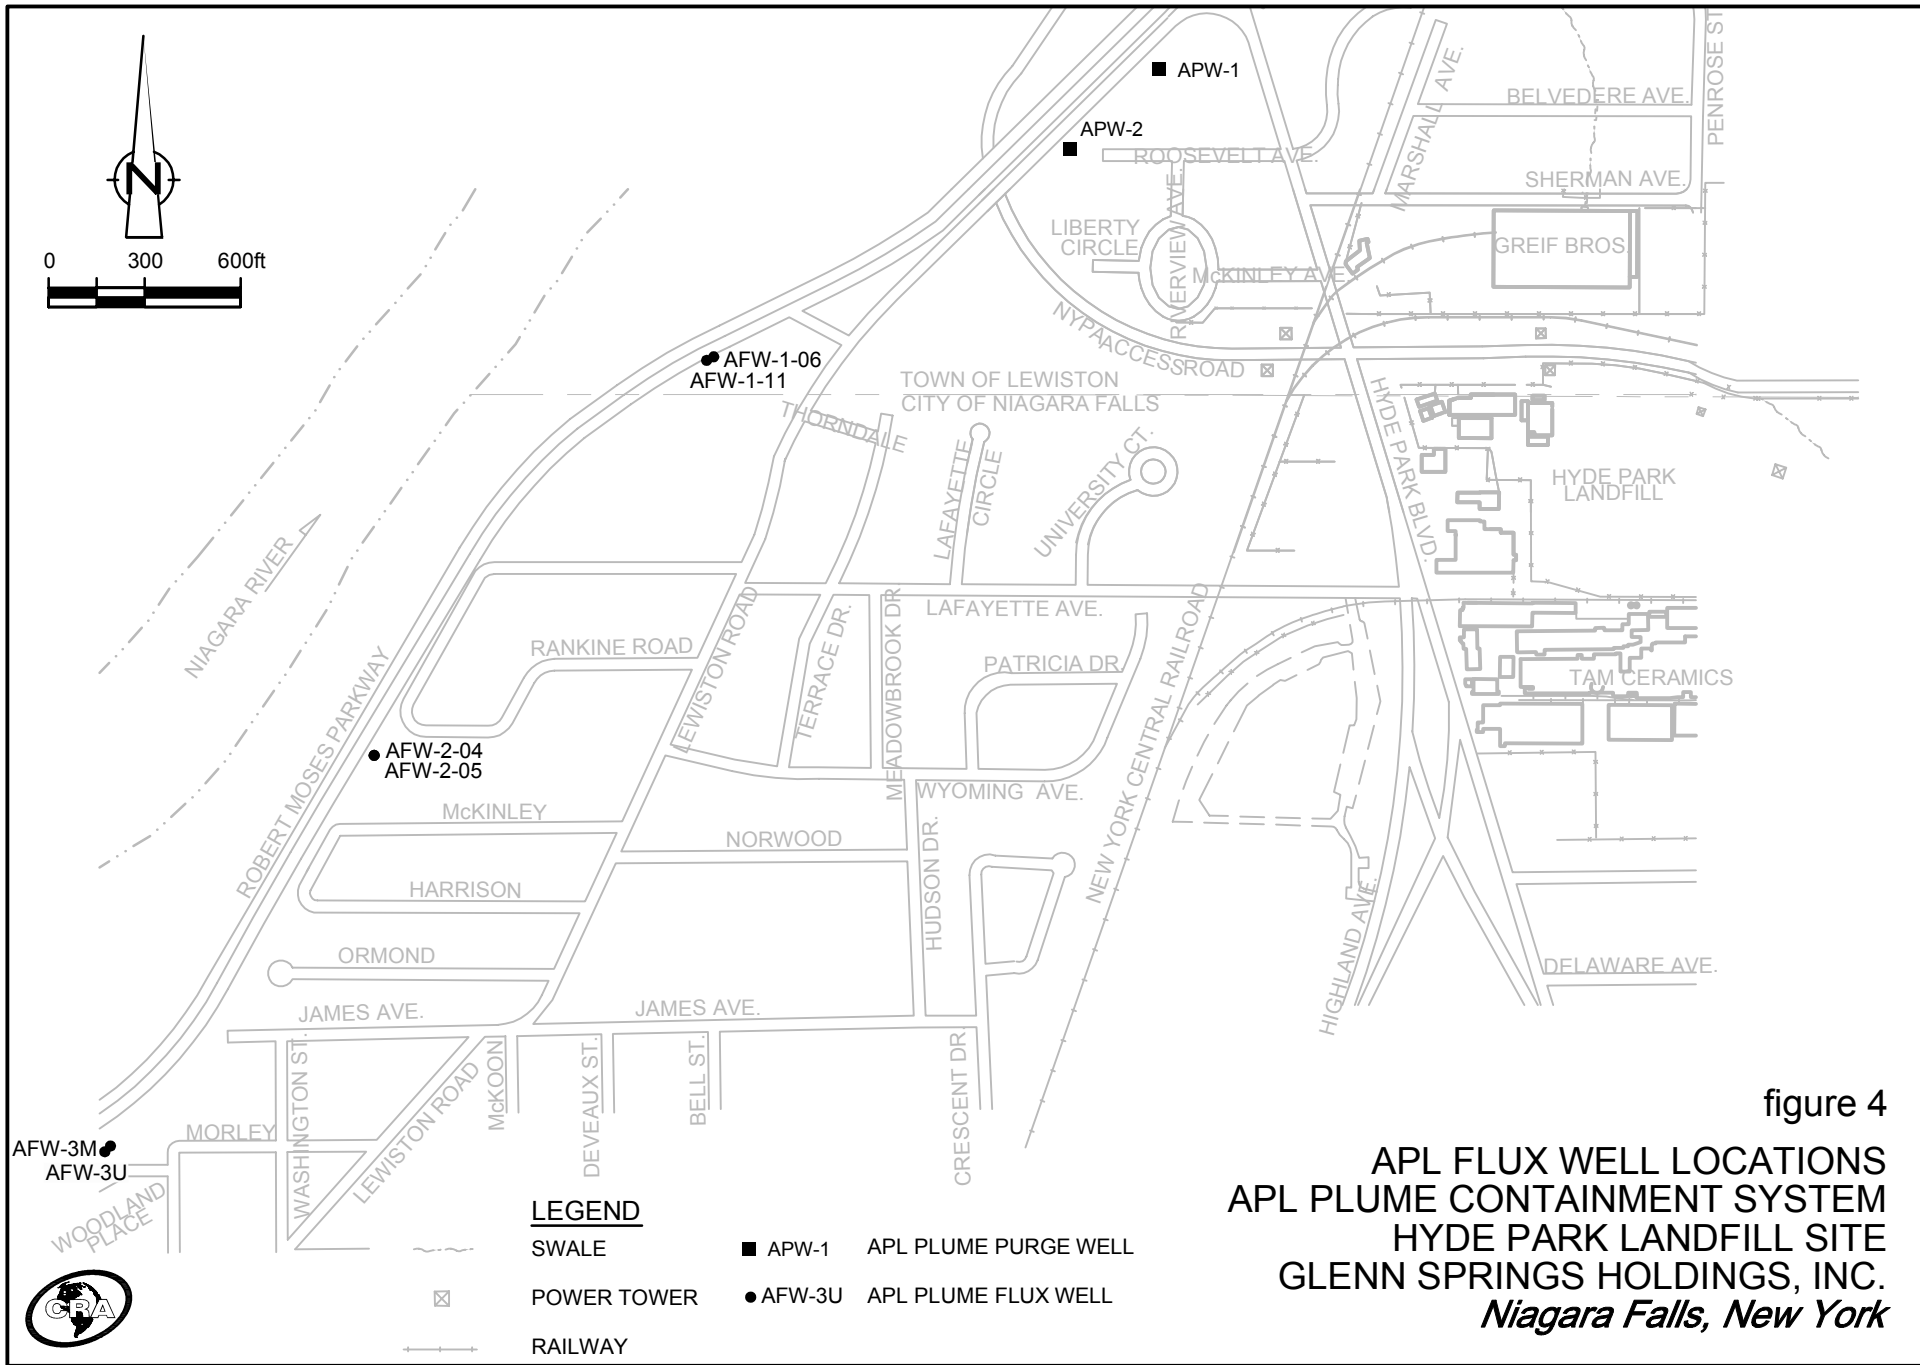 APW-1
APW-2
BELVEDERE AVE.
PENROSE ST
MARSHALL AVE.
ROOSEVELT AVE.
SHERMAN AVE.
N
0 300 600ft
LIBERTY
CIRCLE
RIVERVIEW AVE.
GREIF BROS.
McKINLEY AVE.
NYPA ACCESS ROAD
AFW-1-06
AFW-1-11
TOWN OF LEWISTON
CITY OF NIAGARA FALLS
THORNDALE
HYDE PARK BLVD.
LAFAYETTE
CIRCLE
UNIVERSITY CT.
HYDE PARK
LANDFILL
NIAGARA RIVER
LAFAYETTE AVE.
RANKINE ROAD
LEWISTON ROAD
TERRACE DR.
MEADOWBROOK DR.
PATRICIA DR.
NEW YORK CENTRAL RAILROAD
TAM CERAMICS
ROBERT MOSES PARKWAY
AFW-2-04
AFW-2-05
McKINLEY
WYOMING AVE.
NORWOOD
HARRISON
HUDSON DR.
ORMOND
HIGHLAND AVE.
DELAWARE AVE.
JAMES AVE.
JAMES AVE.
WASHINGTON ST.
LEWISTON ROAD
McKOON
DEVEAUX ST.
BELL ST.
CRESCENT DR.
MORLEY
AFW-3M
AFW-3U
WOODLAND
PLACE
figure 4
APL FLUX WELL LOCATIONS
APL PLUME CONTAINMENT SYSTEM
HYDE PARK LANDFILL SITE
GLENN SPRINGS HOLDINGS, INC.
Niagara Falls, New York
LEGEND
SWALE
APW-1 APL PLUME PURGE WELL
POWER TOWER
AFW-3U APL PLUME FLUX WELL
RAILWAY
CRA